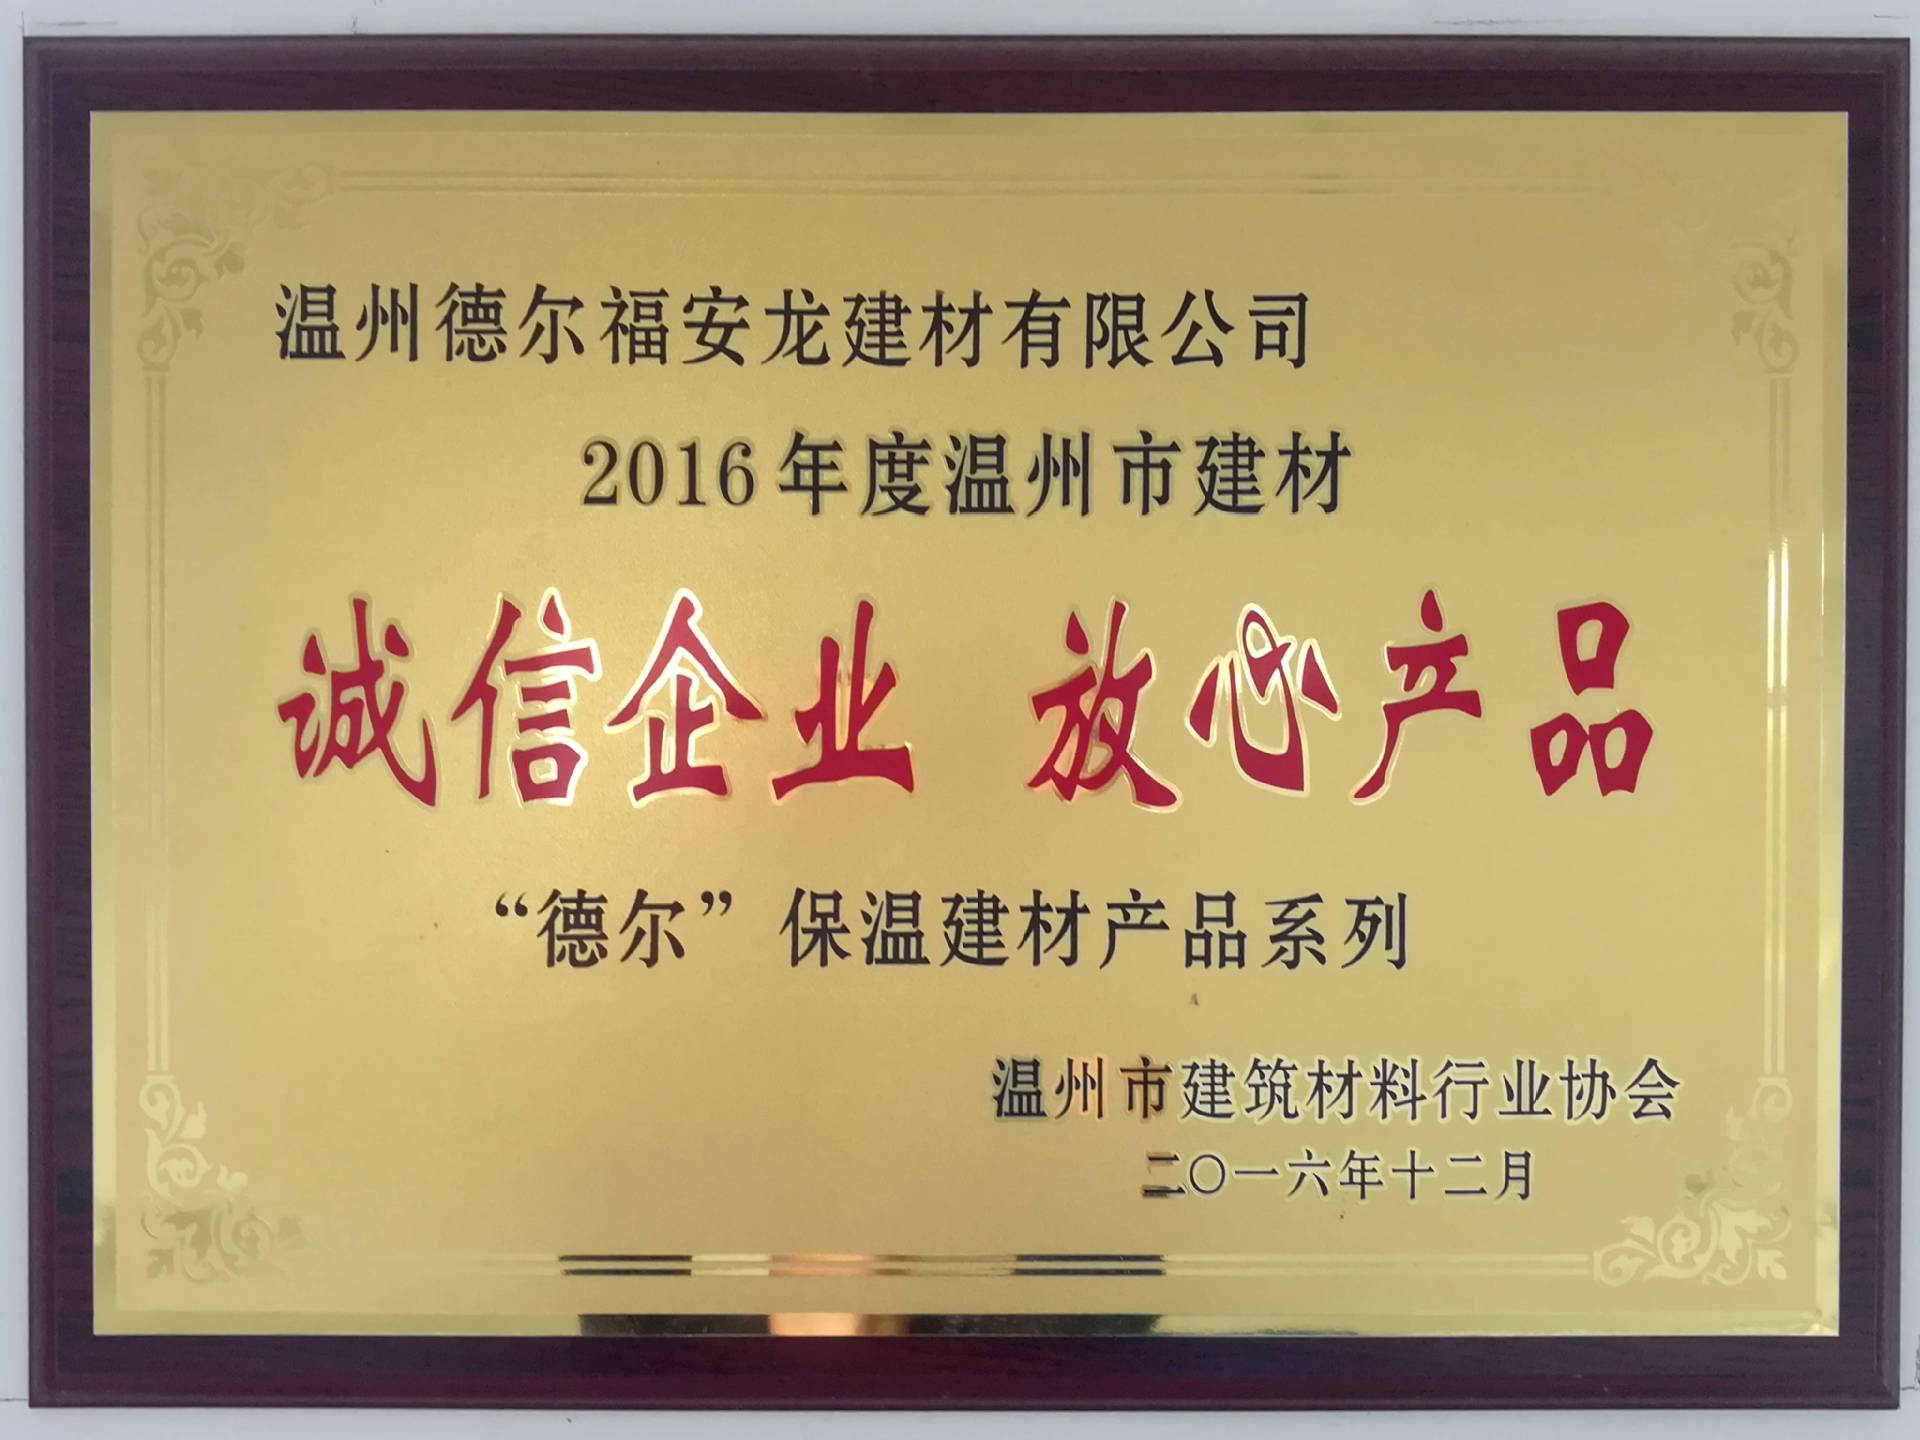 温州德尔福安龙建材有限公司
2016年度温州市建材
诚信企业 放心产品
“德尔”保温建材产品系列
温州市建筑材料行业协会
二〇一六年十二月